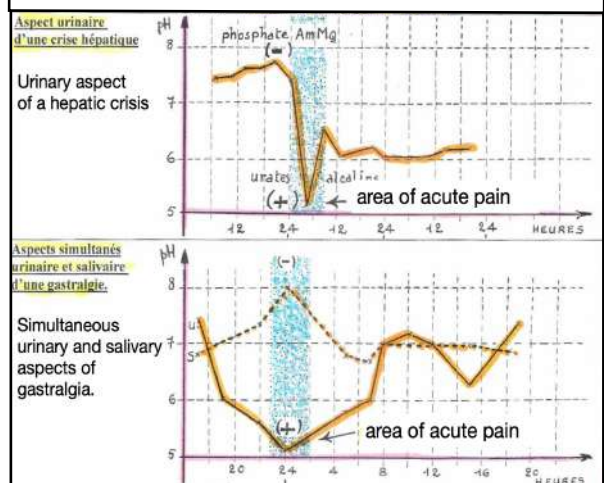 Aspect urinaire
d'une crise hépatique
Urinary aspect
of a hepatic crisis
pH
phosphate AmMg
(-)
8
7
6
5
urates alcalins
(+)
area of acute pain
12 24 12 24 12 24 HEURES
Aspects simultanés
urinaire et salivaire
d'une gastralgie.
Simultaneous
urinary and salivary
aspects of
gastralgia.
pH
(-)
8
7
6
5
u
s
(+)
area of acute pain
20 24 4 8 12 16 20
HEURES